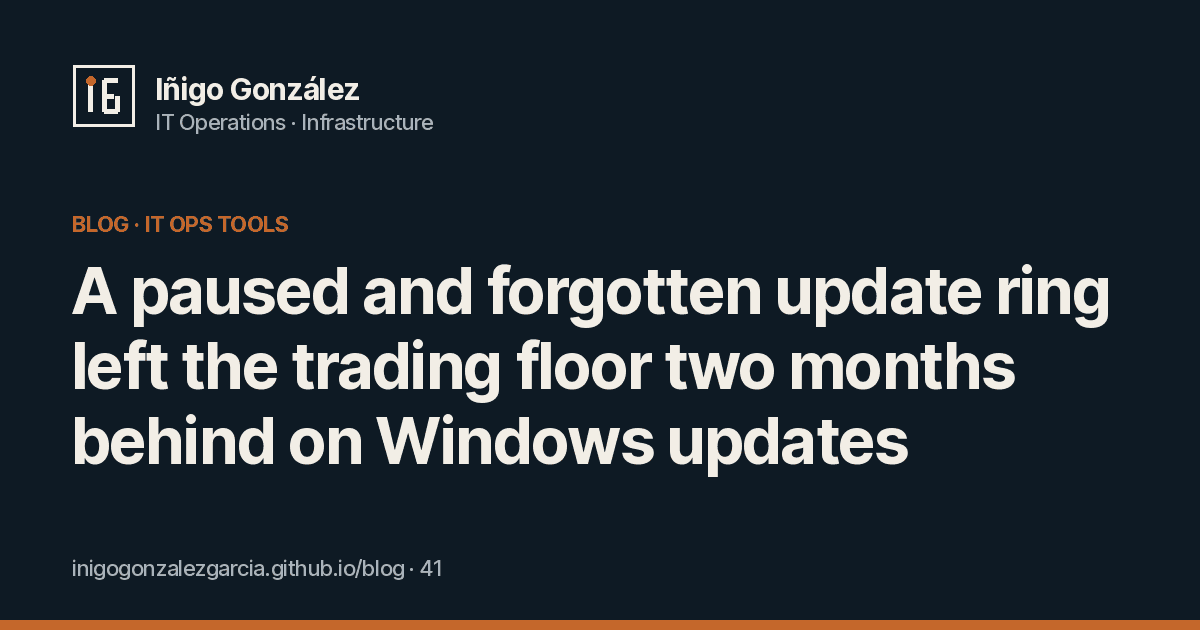 iG
Iñigo González
IT Operations · Infrastructure
BLOG · IT OPS TOOLS
A paused and forgotten update ring
left the trading floor two months
behind on Windows updates
inigogonzalezgarcia.github.io/blog · 41